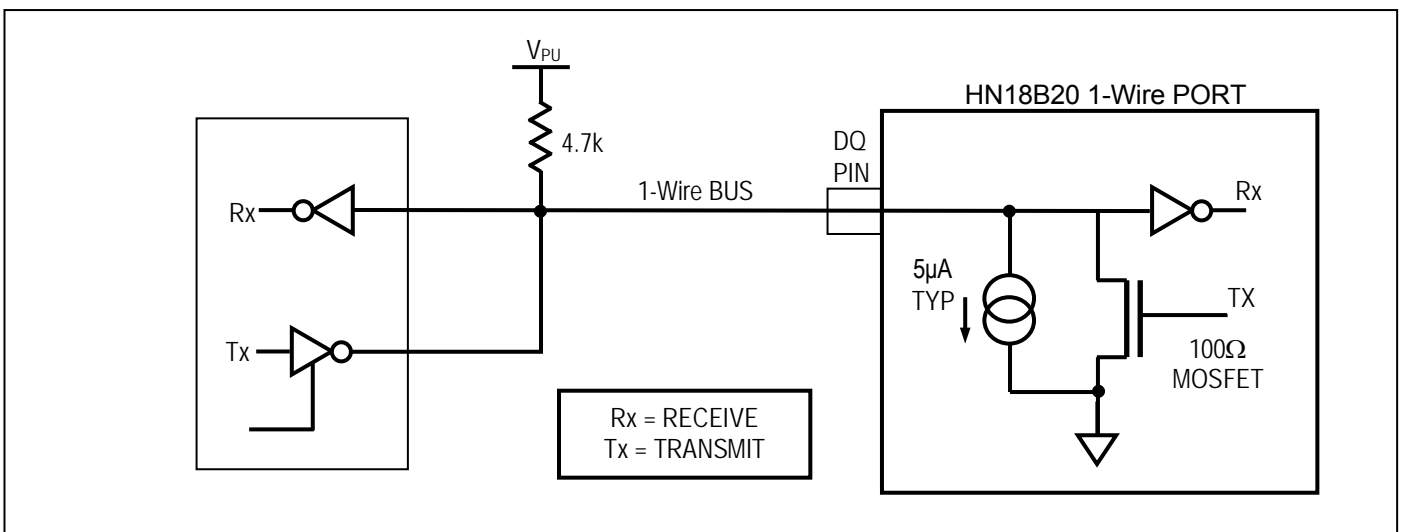 V_PU
4.7k
HN18B20 1-Wire PORT
DQ
PIN
1-Wire BUS
Rx
Rx
5µA
TYP
TX
100Ω
MOSFET
Tx
Rx = RECEIVE
Tx = TRANSMIT